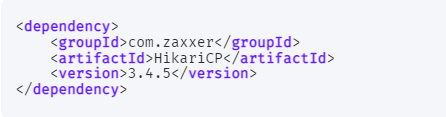 <dependency>
    <groupId>com.zaxxer</groupId>
    <artifactId>HikariCP</artifactId>
    <version>3.4.5</version>
</dependency>